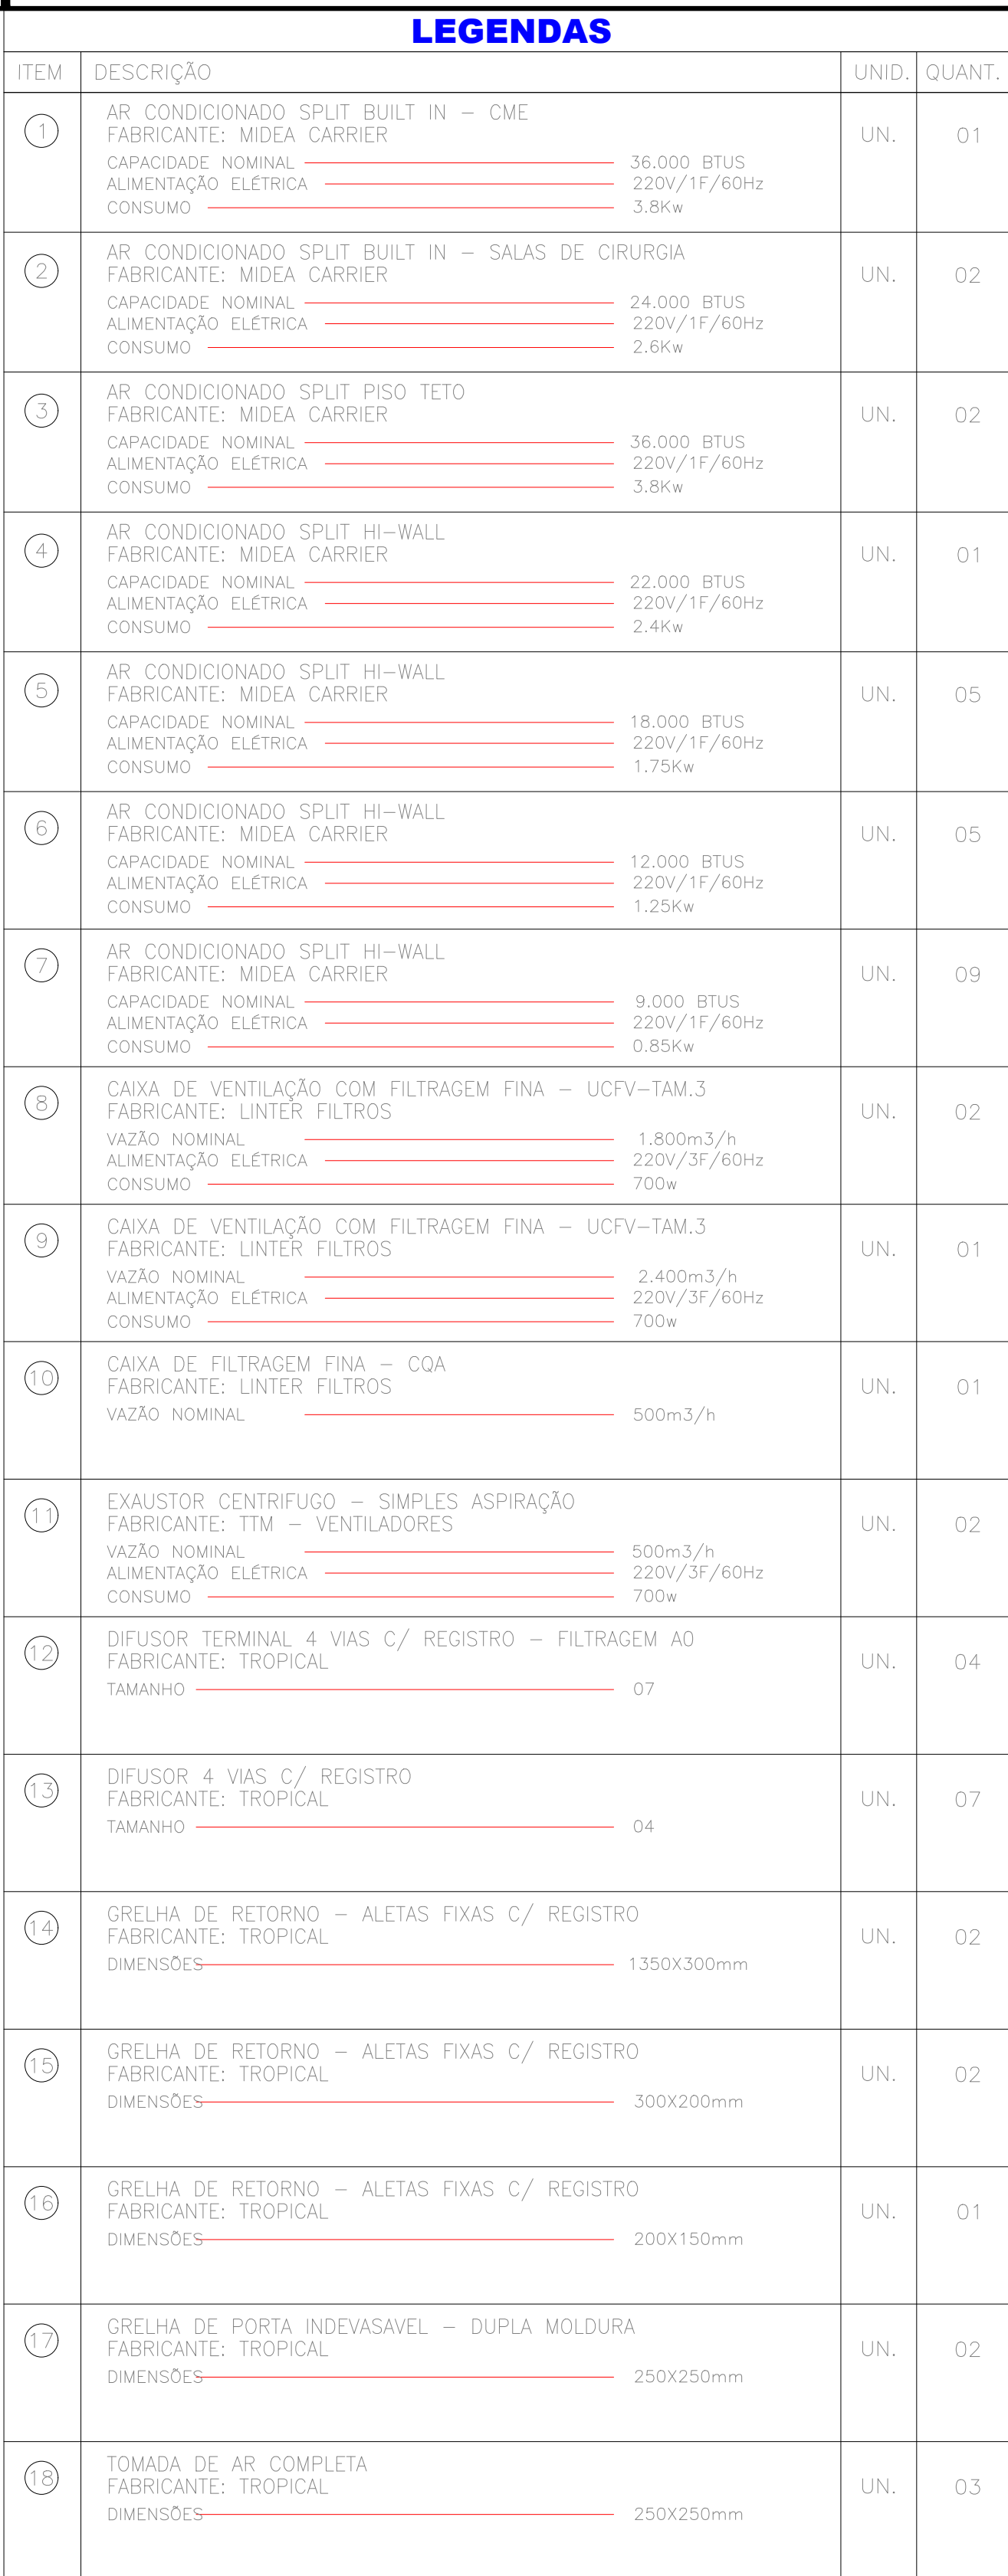 LEGENDAS
ITEM DESCRIÇÃO UNID. QUANT.
1 AR CONDICIONADO SPLIT BUILT IN – CME
FABRICANTE: MIDEA CARRIER UN. 01
CAPACIDADE NOMINAL 36.000 BTUS
ALIMENTAÇÃO ELÉTRICA 220V/1F/60Hz
CONSUMO 3.8Kw
2 AR CONDICIONADO SPLIT BUILT IN – SALAS DE CIRURGIA
FABRICANTE: MIDEA CARRIER UN. 02
CAPACIDADE NOMINAL 24.000 BTUS
ALIMENTAÇÃO ELÉTRICA 220V/1F/60Hz
CONSUMO 2.6Kw
3 AR CONDICIONADO SPLIT PISO TETO
FABRICANTE: MIDEA CARRIER UN. 02
CAPACIDADE NOMINAL 36.000 BTUS
ALIMENTAÇÃO ELÉTRICA 220V/1F/60Hz
CONSUMO 3.8Kw
4 AR CONDICIONADO SPLIT HI–WALL
FABRICANTE: MIDEA CARRIER UN. 01
CAPACIDADE NOMINAL 22.000 BTUS
ALIMENTAÇÃO ELÉTRICA 220V/1F/60Hz
CONSUMO 2.4Kw
5 AR CONDICIONADO SPLIT HI–WALL
FABRICANTE: MIDEA CARRIER UN. 05
CAPACIDADE NOMINAL 18.000 BTUS
ALIMENTAÇÃO ELÉTRICA 220V/1F/60Hz
CONSUMO 1.75Kw
6 AR CONDICIONADO SPLIT HI–WALL
FABRICANTE: MIDEA CARRIER UN. 05
CAPACIDADE NOMINAL 12.000 BTUS
ALIMENTAÇÃO ELÉTRICA 220V/1F/60Hz
CONSUMO 1.25Kw
7 AR CONDICIONADO SPLIT HI–WALL
FABRICANTE: MIDEA CARRIER UN. 09
CAPACIDADE NOMINAL 9.000 BTUS
ALIMENTAÇÃO ELÉTRICA 220V/1F/60Hz
CONSUMO 0.85Kw
8 CAIXA DE VENTILAÇÃO COM FILTRAGEM FINA – UCFV–TAM.3
FABRICANTE: LINTER FILTROS UN. 02
VAZÃO NOMINAL 1.800m3/h
ALIMENTAÇÃO ELÉTRICA 220V/3F/60Hz
CONSUMO 700w
9 CAIXA DE VENTILAÇÃO COM FILTRAGEM FINA – UCFV–TAM.3
FABRICANTE: LINTER FILTROS UN. 01
VAZÃO NOMINAL 2.400m3/h
ALIMENTAÇÃO ELÉTRICA 220V/3F/60Hz
CONSUMO 700w
10 CAIXA DE FILTRAGEM FINA – CQA
FABRICANTE: LINTER FILTROS UN. 01
VAZÃO NOMINAL 500m3/h
11 EXAUSTOR CENTRIFUGO – SIMPLES ASPIRAÇÃO
FABRICANTE: TTM – VENTILADORES UN. 02
VAZÃO NOMINAL 500m3/h
ALIMENTAÇÃO ELÉTRICA 220V/3F/60Hz
CONSUMO 700w
12 DIFUSOR TERMINAL 4 VIAS C/ REGISTRO – FILTRAGEM A0
FABRICANTE: TROPICAL UN. 04
TAMANHO 07
13 DIFUSOR 4 VIAS C/ REGISTRO
FABRICANTE: TROPICAL UN. 07
TAMANHO 04
14 GRELHA DE RETORNO – ALETAS FIXAS C/ REGISTRO
FABRICANTE: TROPICAL UN. 02
DIMENSÕES 1350X300mm
15 GRELHA DE RETORNO – ALETAS FIXAS C/ REGISTRO
FABRICANTE: TROPICAL UN. 02
DIMENSÕES 300X200mm
16 GRELHA DE RETORNO – ALETAS FIXAS C/ REGISTRO
FABRICANTE: TROPICAL UN. 01
DIMENSÕES 200X150mm
17 GRELHA DE PORTA INDEVASAVEL – DUPLA MOLDURA
FABRICANTE: TROPICAL UN. 02
DIMENSÕES 250X250mm
18 TOMADA DE AR COMPLETA
FABRICANTE: TROPICAL UN. 03
DIMENSÕES 250X250mm